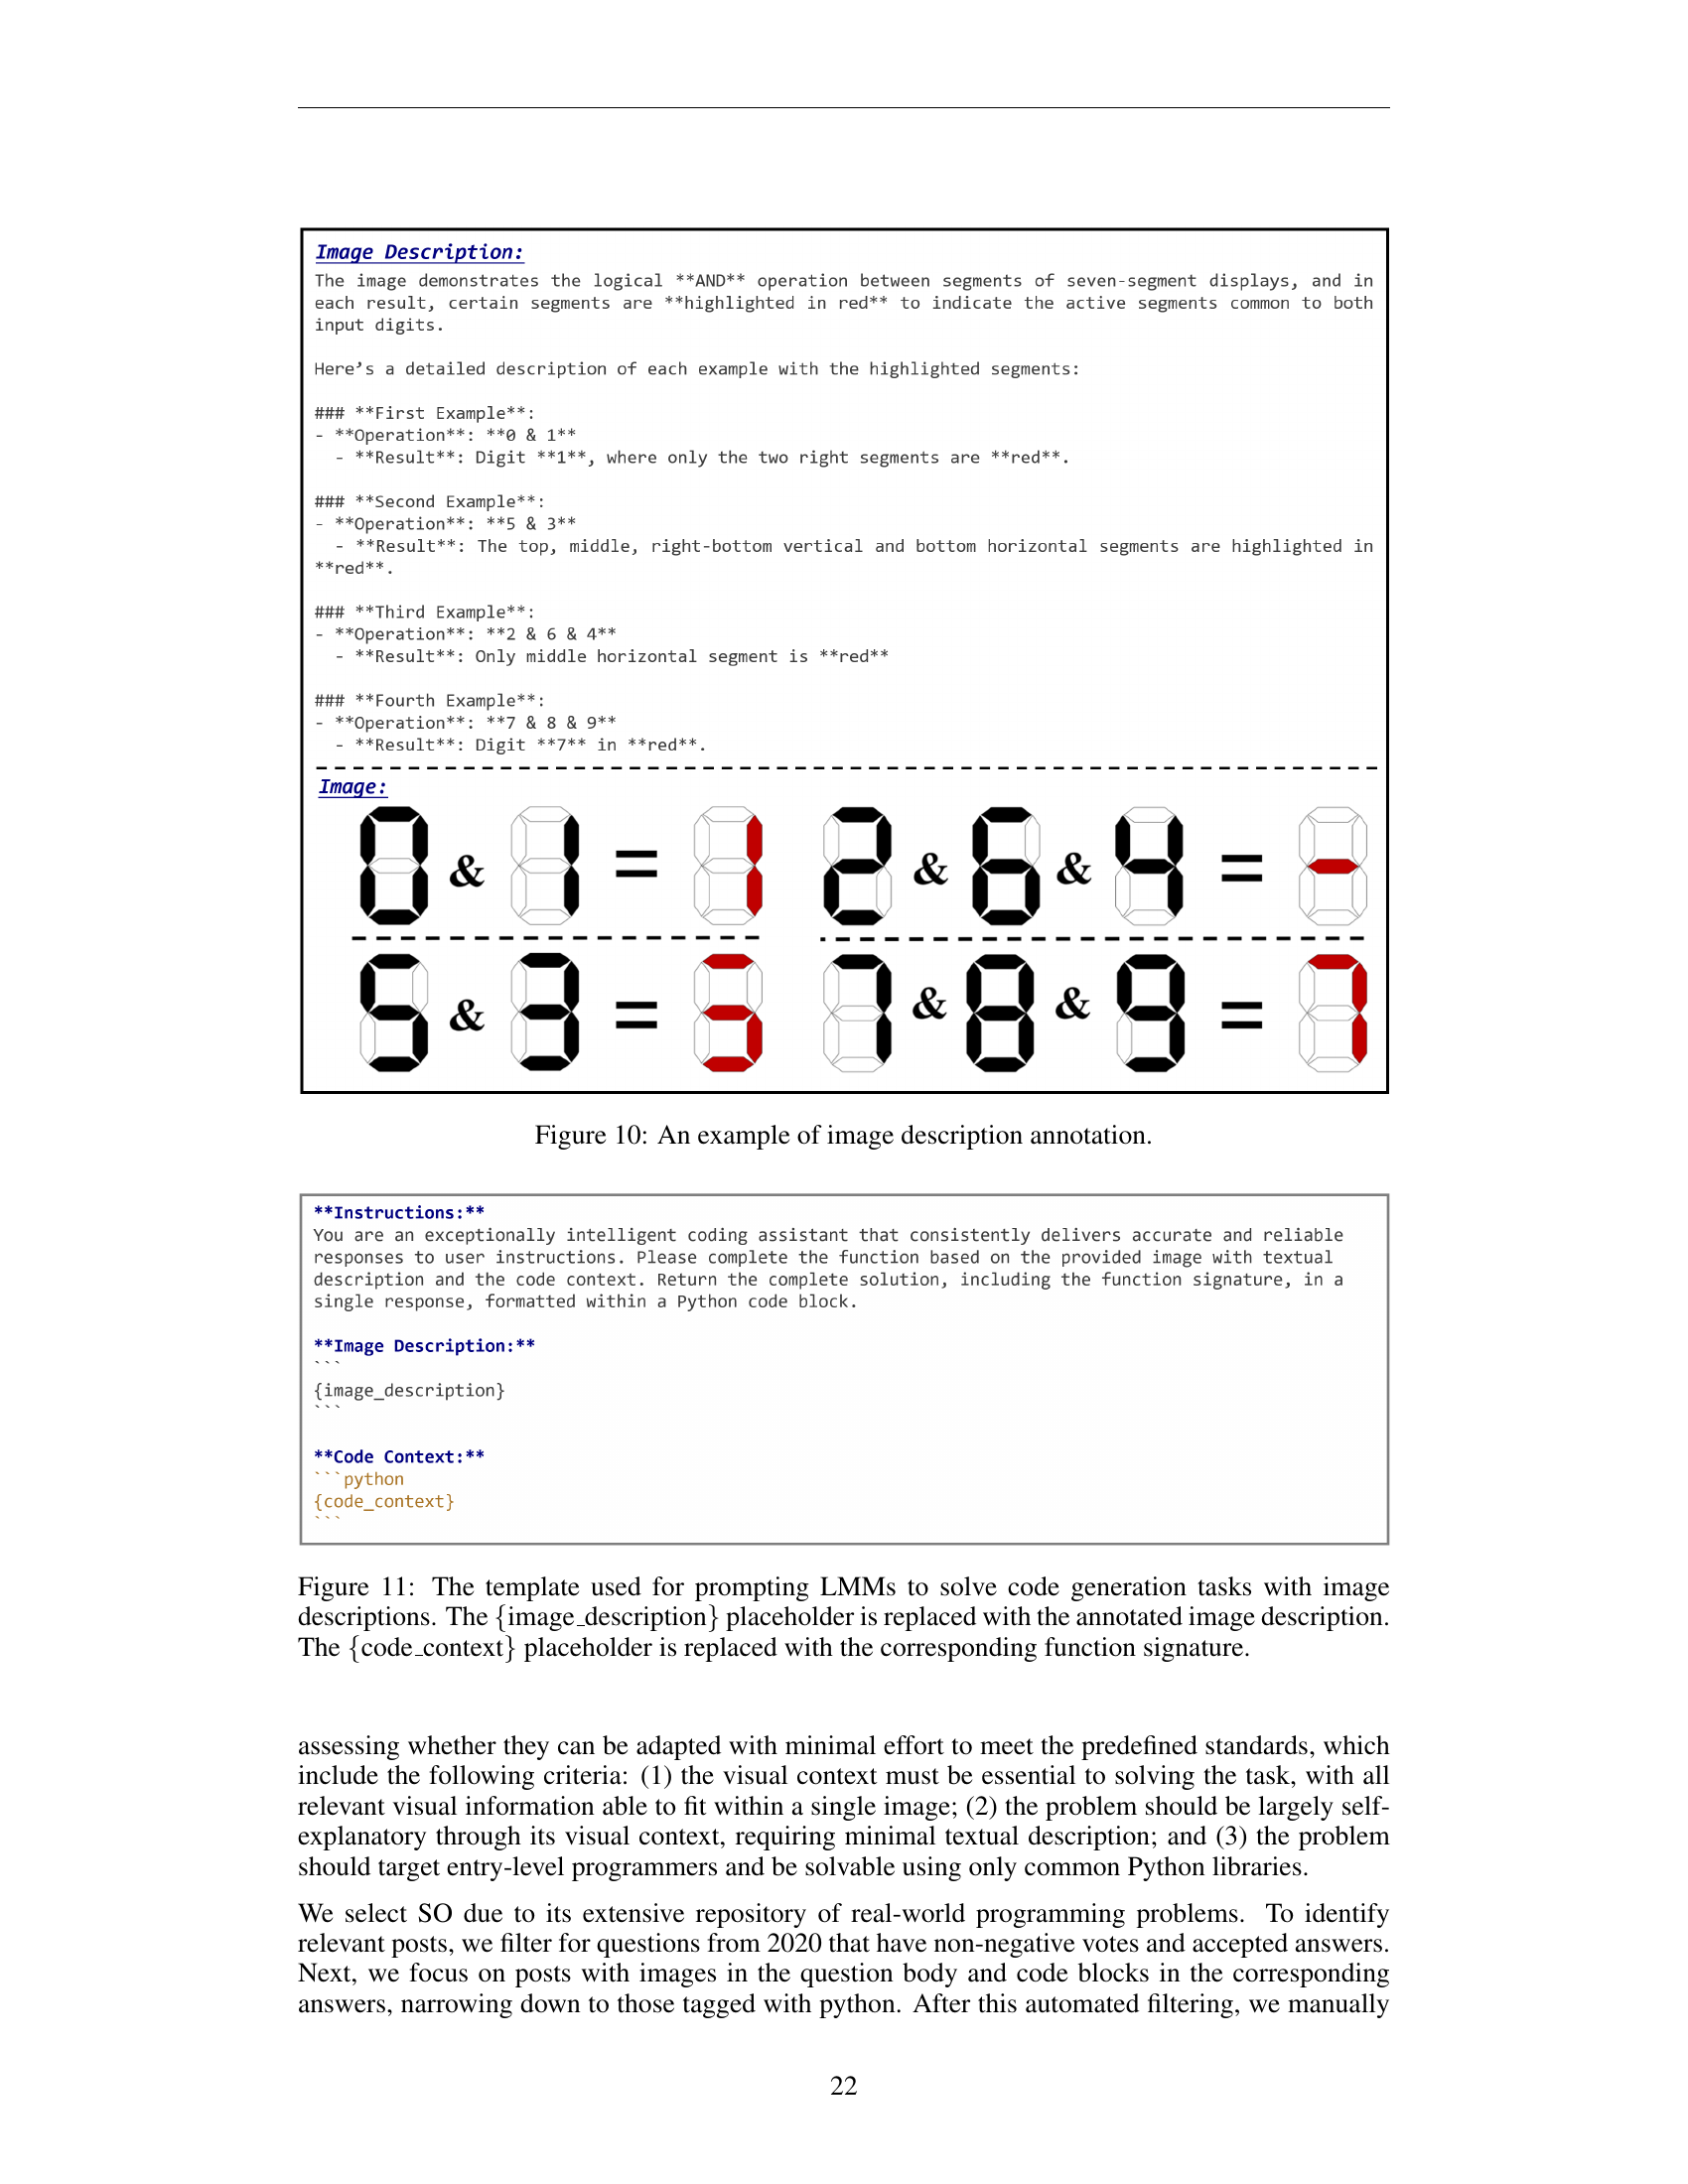 Image Description:
The image demonstrates the logical **AND** operation between segments of seven-segment displays, and in
each result, certain segments are **highlighted in red** to indicate the active segments common to both
input digits.
Here’s a detailed description of each example with the highlighted segments:
### **First Example**:
- **Operation**: **0 & 1**
- **Result**: Digit **1**, where only the two right segments are **red**.
### **Second Example**:
- **Operation**: **5 & 3**
- **Result**: The top, middle, right-bottom vertical and bottom horizontal segments are highlighted in
**red**.
### **Third Example**:
- **Operation**: **2 & 6 & 4**
- **Result**: Only middle horizontal segment is **red**
### **Fourth Example**:
- **Operation**: **7 & 8 & 9**
- **Result**: Digit **7** in **red**.
Image:
0 & 1 = 1 2 & 6 & 4 = -
5 & 3 = 7 & 8 & 9 = 7
Figure 10: An example of image description annotation.
**Instructions:**
You are an exceptionally intelligent coding assistant that consistently delivers accurate and reliable
responses to user instructions. Please complete the function based on the provided image with textual
description and the code context. Return the complete solution, including the function signature, in a
single response, formatted within a Python code block.
**Image Description:**
```
{image_description}
```
**Code Context:**
```python
{code_context}
```
Figure 11: The template used for prompting LMMs to solve code generation tasks with image
descriptions. The {image_description} placeholder is replaced with the annotated image description.
The {code_context} placeholder is replaced with the corresponding function signature.
assessing whether they can be adapted with minimal effort to meet the predefined standards, which
include the following criteria: (1) the visual context must be essential to solving the task, with all
relevant visual information able to fit within a single image; (2) the problem should be largely self-
explanatory through its visual context, requiring minimal textual description; and (3) the problem
should target entry-level programmers and be solvable using only common Python libraries.
We select SO due to its extensive repository of real-world programming problems. To identify
relevant posts, we filter for questions from 2020 that have non-negative votes and accepted answers.
Next, we focus on posts with images in the question body and code blocks in the corresponding
answers, narrowing down to those tagged with python. After this automated filtering, we manually
22